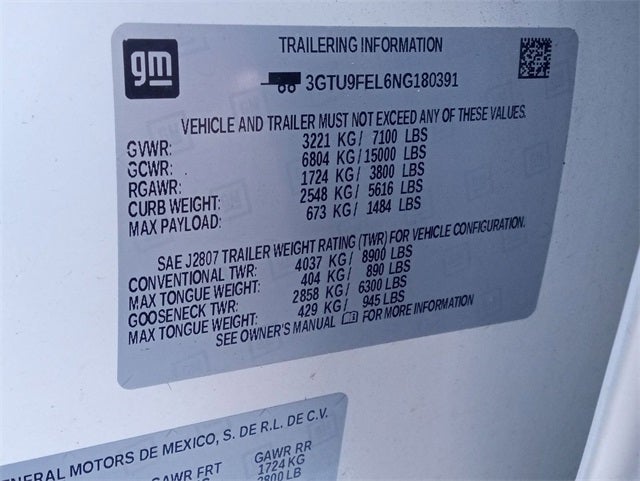 gm
TRAILERING INFORMATION
3GTU9FEL6NG180391
VEHICLE AND TRAILER MUST NOT EXCEED ANY OF THESE VALUES.
GVWR: 3221 KG/ 7100 LBS
GCWR: 6804 KG/ 15000 LBS
RGAWR: 1724 KG/ 3800 LBS
CURB WEIGHT: 2548 KG/ 5616 LBS
MAX PAYLOAD: 673 KG/ 1484 LBS
SAE J2807 TRAILER WEIGHT RATING (TWR) FOR VEHICLE CONFIGURATION.
CONVENTIONAL TWR: 4037 KG/ 8900 LBS
MAX TONGUE WEIGHT: 404 KG/ 890 LBS
GOOSENECK TWR: 2858 KG/ 6300 LBS
MAX TONGUE WEIGHT: 429 KG/ 945 LBS
SEE OWNER'S MANUAL FOR MORE INFORMATION
ENERAL MOTORS DE MEXICO, S. DE R.L. DE C.V.
GAWR FRT GAWR RR
1724 KG